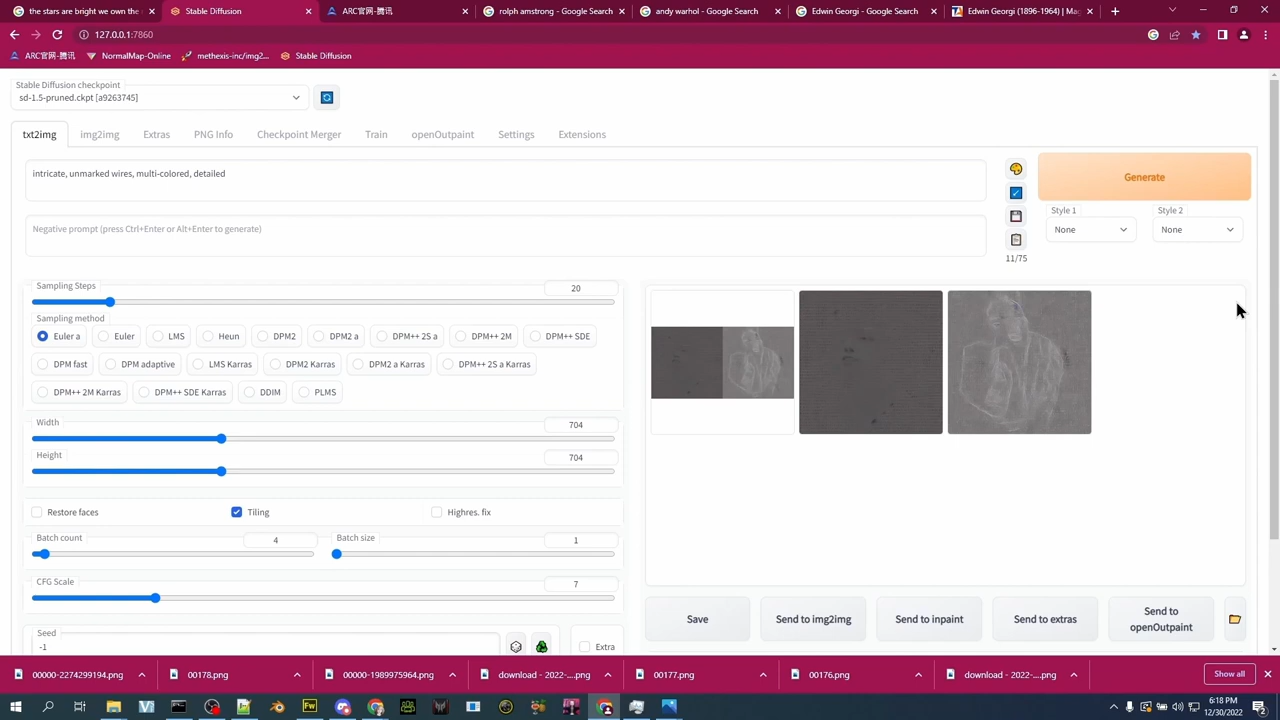 the stars are bright we own the
Stable Diffusion
ARC官网-腾讯
rolph amstrong - Google Search
andy warhol - Google Search
Edwin Georgi - Google Search
Edwin Georgi (1896-1964) | Mag
127.0.0.1:7860
ARC官网-腾讯
NormalMap-Online
methexis-inc/img2...
Stable Diffusion
Stable Diffusion checkpoint
sd-1.5-pruned.ckpt [a9263745]
txt2img
img2img
Extras
PNG Info
Checkpoint Merger
Train
openOutpaint
Settings
Extensions
intricate, unmarked wires, multi-colored, detailed
Generate
Negative prompt (press Ctrl+Enter or Alt+Enter to generate)
Style 1
Style 2
None
None
11/75
Sampling Steps
20
Sampling method
Euler a
Euler
LMS
Heun
DPM2
DPM2 a
DPM++ 2S a
DPM++ 2M
DPM++ SDE
DPM fast
DPM adaptive
LMS Karras
DPM2 Karras
DPM2 a Karras
DPM++ 2S a Karras
DPM++ 2M Karras
DPM++ SDE Karras
DDIM
PLMS
Width
704
Height
704
Restore faces
Tiling
Highres. fix
Batch count
4
Batch size
1
CFG Scale
7
Seed
-1
Extra
Save
Send to img2img
Send to inpaint
Send to extras
Send to
openOutpaint
00000-2274299194.png
00178.png
00000-1989975964.png
download - 2022-....png
00177.png
00176.png
download - 2022-....png
Show all
6:18 PM
12/30/2022